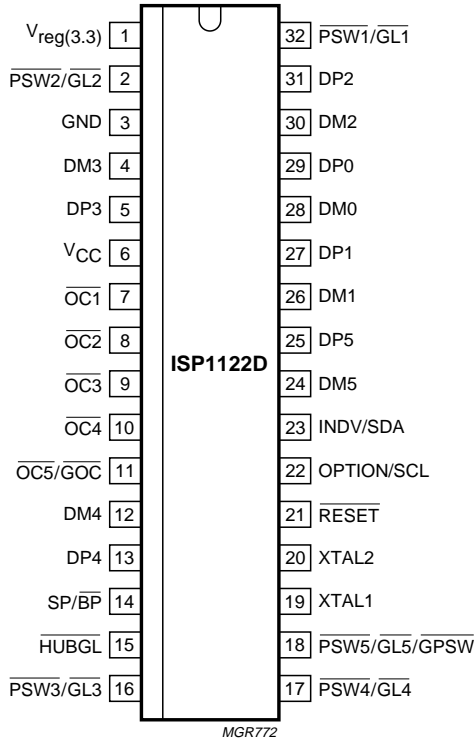 Vreg(3.3) 1
PSW2/GL2 2
GND 3
DM3 4
DP3 5
VCC 6
OC1 7
OC2 8
OC3 9
OC4 10
OC5/GOC 11
DM4 12
DP4 13
SP/BP 14
HUBGL 15
PSW3/GL3 16
ISP1122D
32 PSW1/GL1
31 DP2
30 DM2
29 DP0
28 DM0
27 DP1
26 DM1
25 DP5
24 DM5
23 INDV/SDA
22 OPTION/SCL
21 RESET
20 XTAL2
19 XTAL1
18 PSW5/GL5/GPSW
17 PSW4/GL4
MGR772